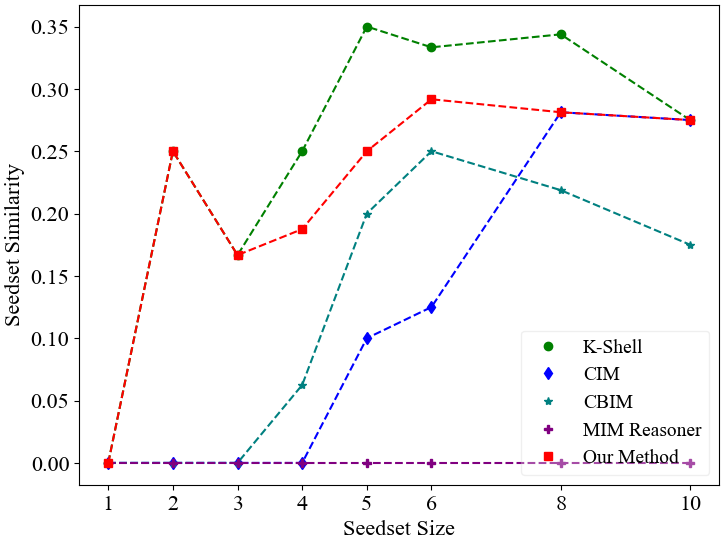 0.35
0.30
0.25
0.20
0.15
0.10
0.05
0.00
Seedset Similarity
K-Shell
CIM
CBIM
MIM Reasoner
Our Method
1 2 3 4 5 6 8 10
Seedset Size